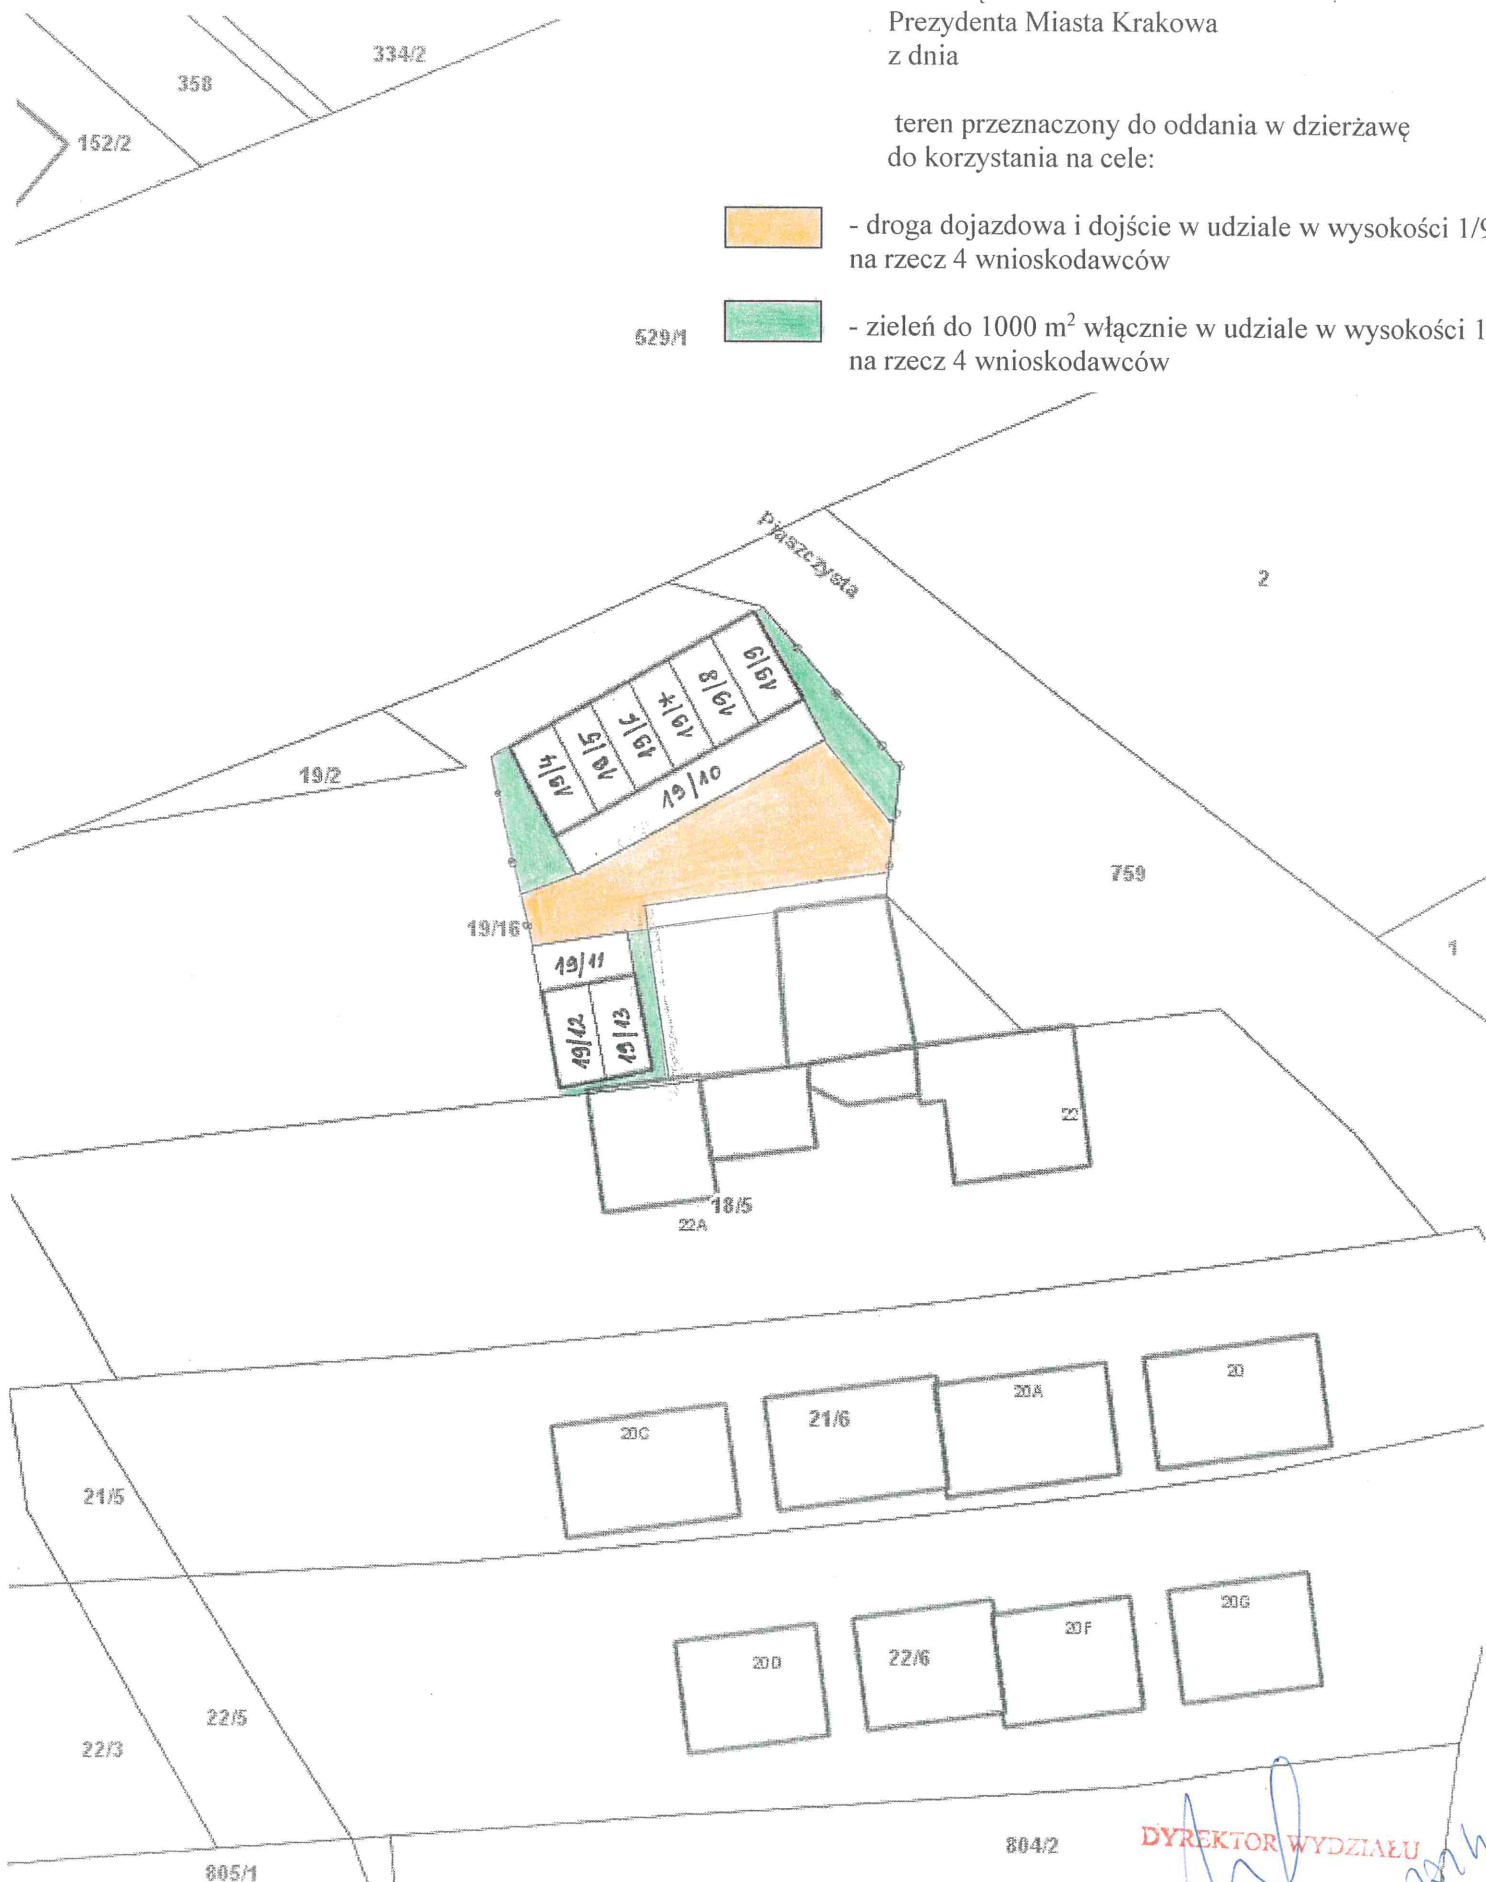 Prezydenta Miasta Krakowa
z dnia
teren przeznaczony do oddania w dzierżawę
do korzystania na cele:
- droga dojazdowa i dojście w udziale w wysokości 1/9
na rzecz 4 wnioskodawców
- zieleń do 1000 m² włącznie w udziale w wysokości 1
na rzecz 4 wnioskodawców
334/2
358
152/2
529/1
Piaszczysta
2
19/9
19/8
19/7
19/6
19/5
19/4
19/10
19/2
759
19/16
1
19/11
19/12
19/13
23
18/5
22A
20
20A
21/6
20C
21/5
20G
20F
22/6
20D
22/5
22/3
804/2
DYREKTOR WYDZIAŁU
805/1